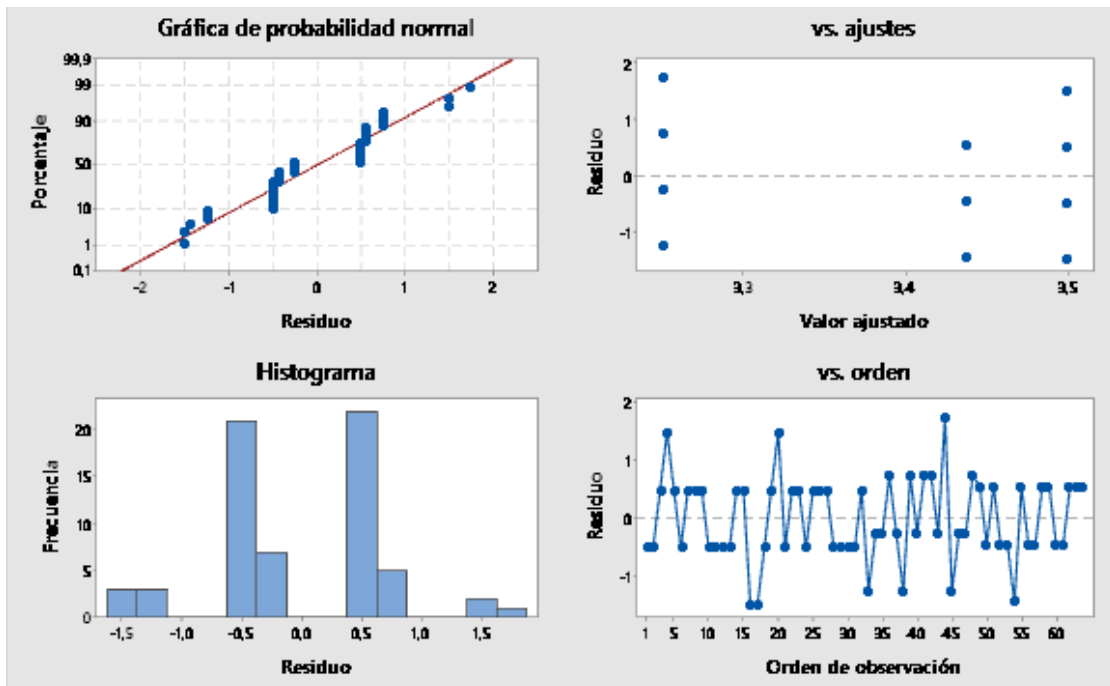 Gráfica de probabilidad normal
99,9
99
90
50
10
1
0,1
Porcentaje
-2 -1 0 1 2
Residuo
vs. ajustes
2
1
0
-1
Residuo
3,3 3,4 3,5
Valor ajustado
Histograma
20
15
10
5
0
Frecuencia
-1,5 -1,0 -0,5 0,0 0,5 1,0 1,5
Residuo
vs. orden
2
1
0
-1
Residuo
1 5 10 15 20 25 30 35 40 45 50 55 60
Orden de observación